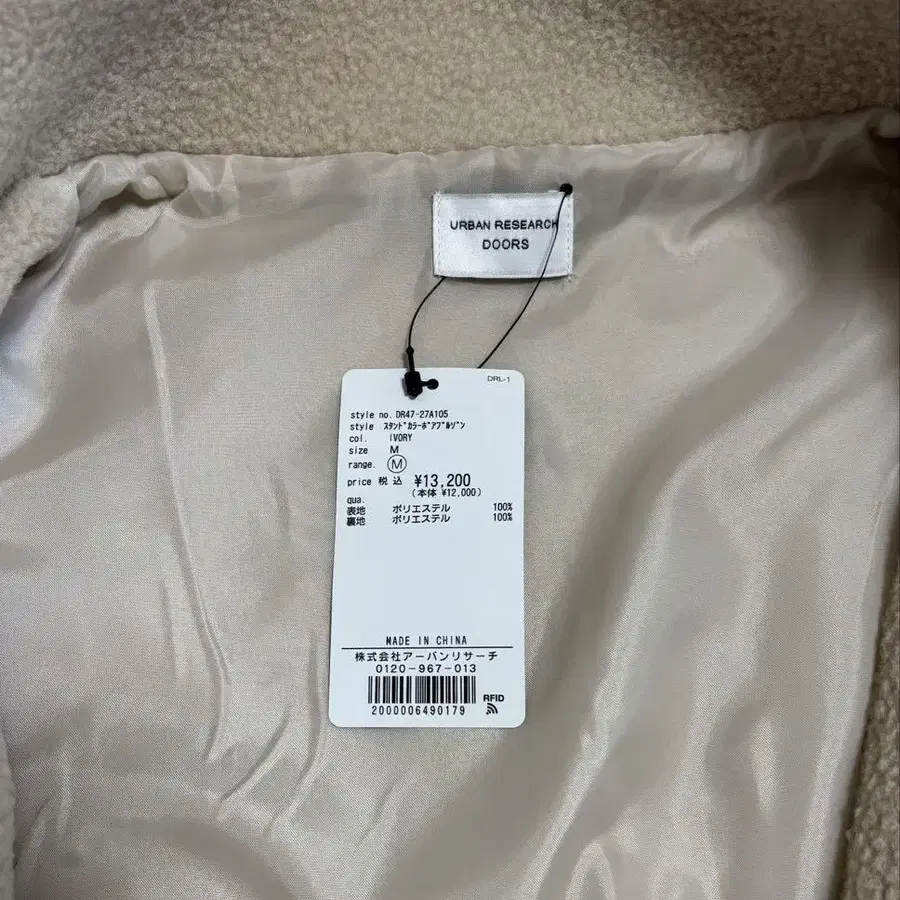 URBAN RESEARCH
DOORS
DRL-1
style no. DR47-27A105
style ｽﾀﾝﾄﾞｶﾗｰﾎﾞｱﾌﾞﾙｿﾞﾝ
col. IVORY
size M
range. M
price 税込 ¥13,200
(本体 ¥12,000)
qua.
表地 ポリエステル 100%
裏地 ポリエステル 100%
MADE IN CHINA
株式会社アーバンリサーチ
0120-967-013
RFID
2000006490179